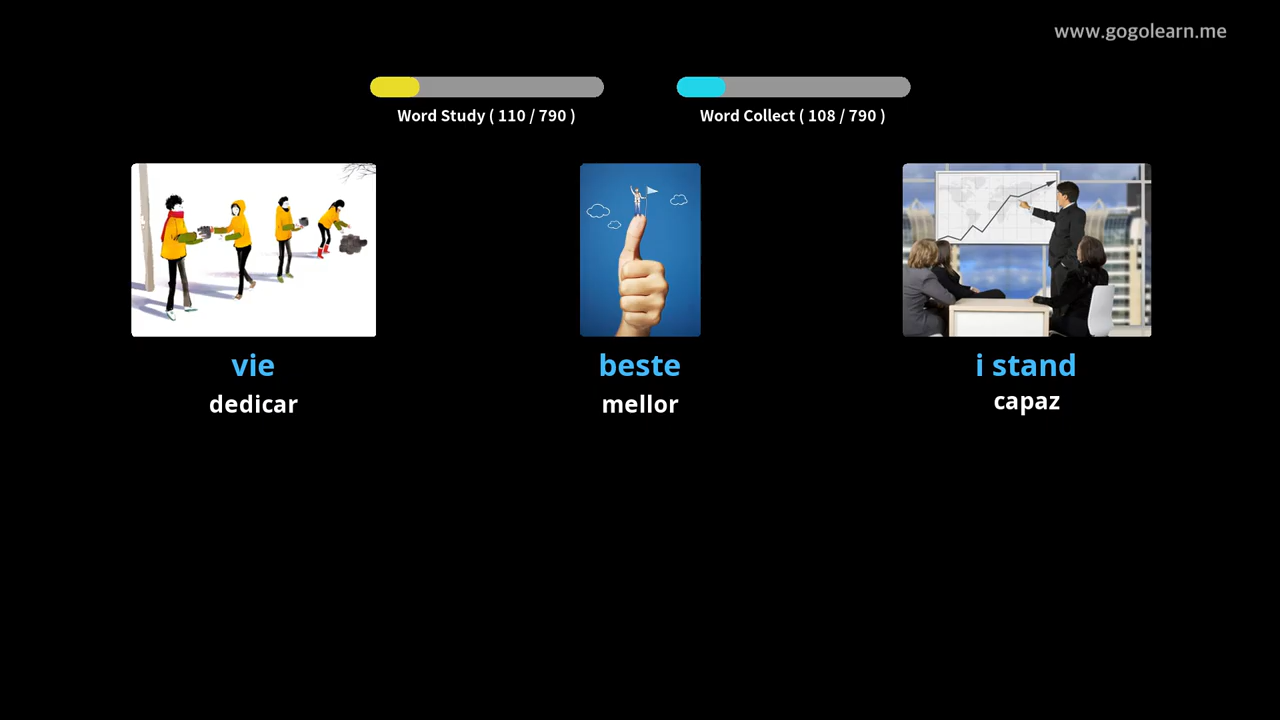 www.gogolearn.me
Word Study ( 110 / 790 )
Word Collect ( 108 / 790 )
vie
dedicar
beste
mellor
i stand
capaz